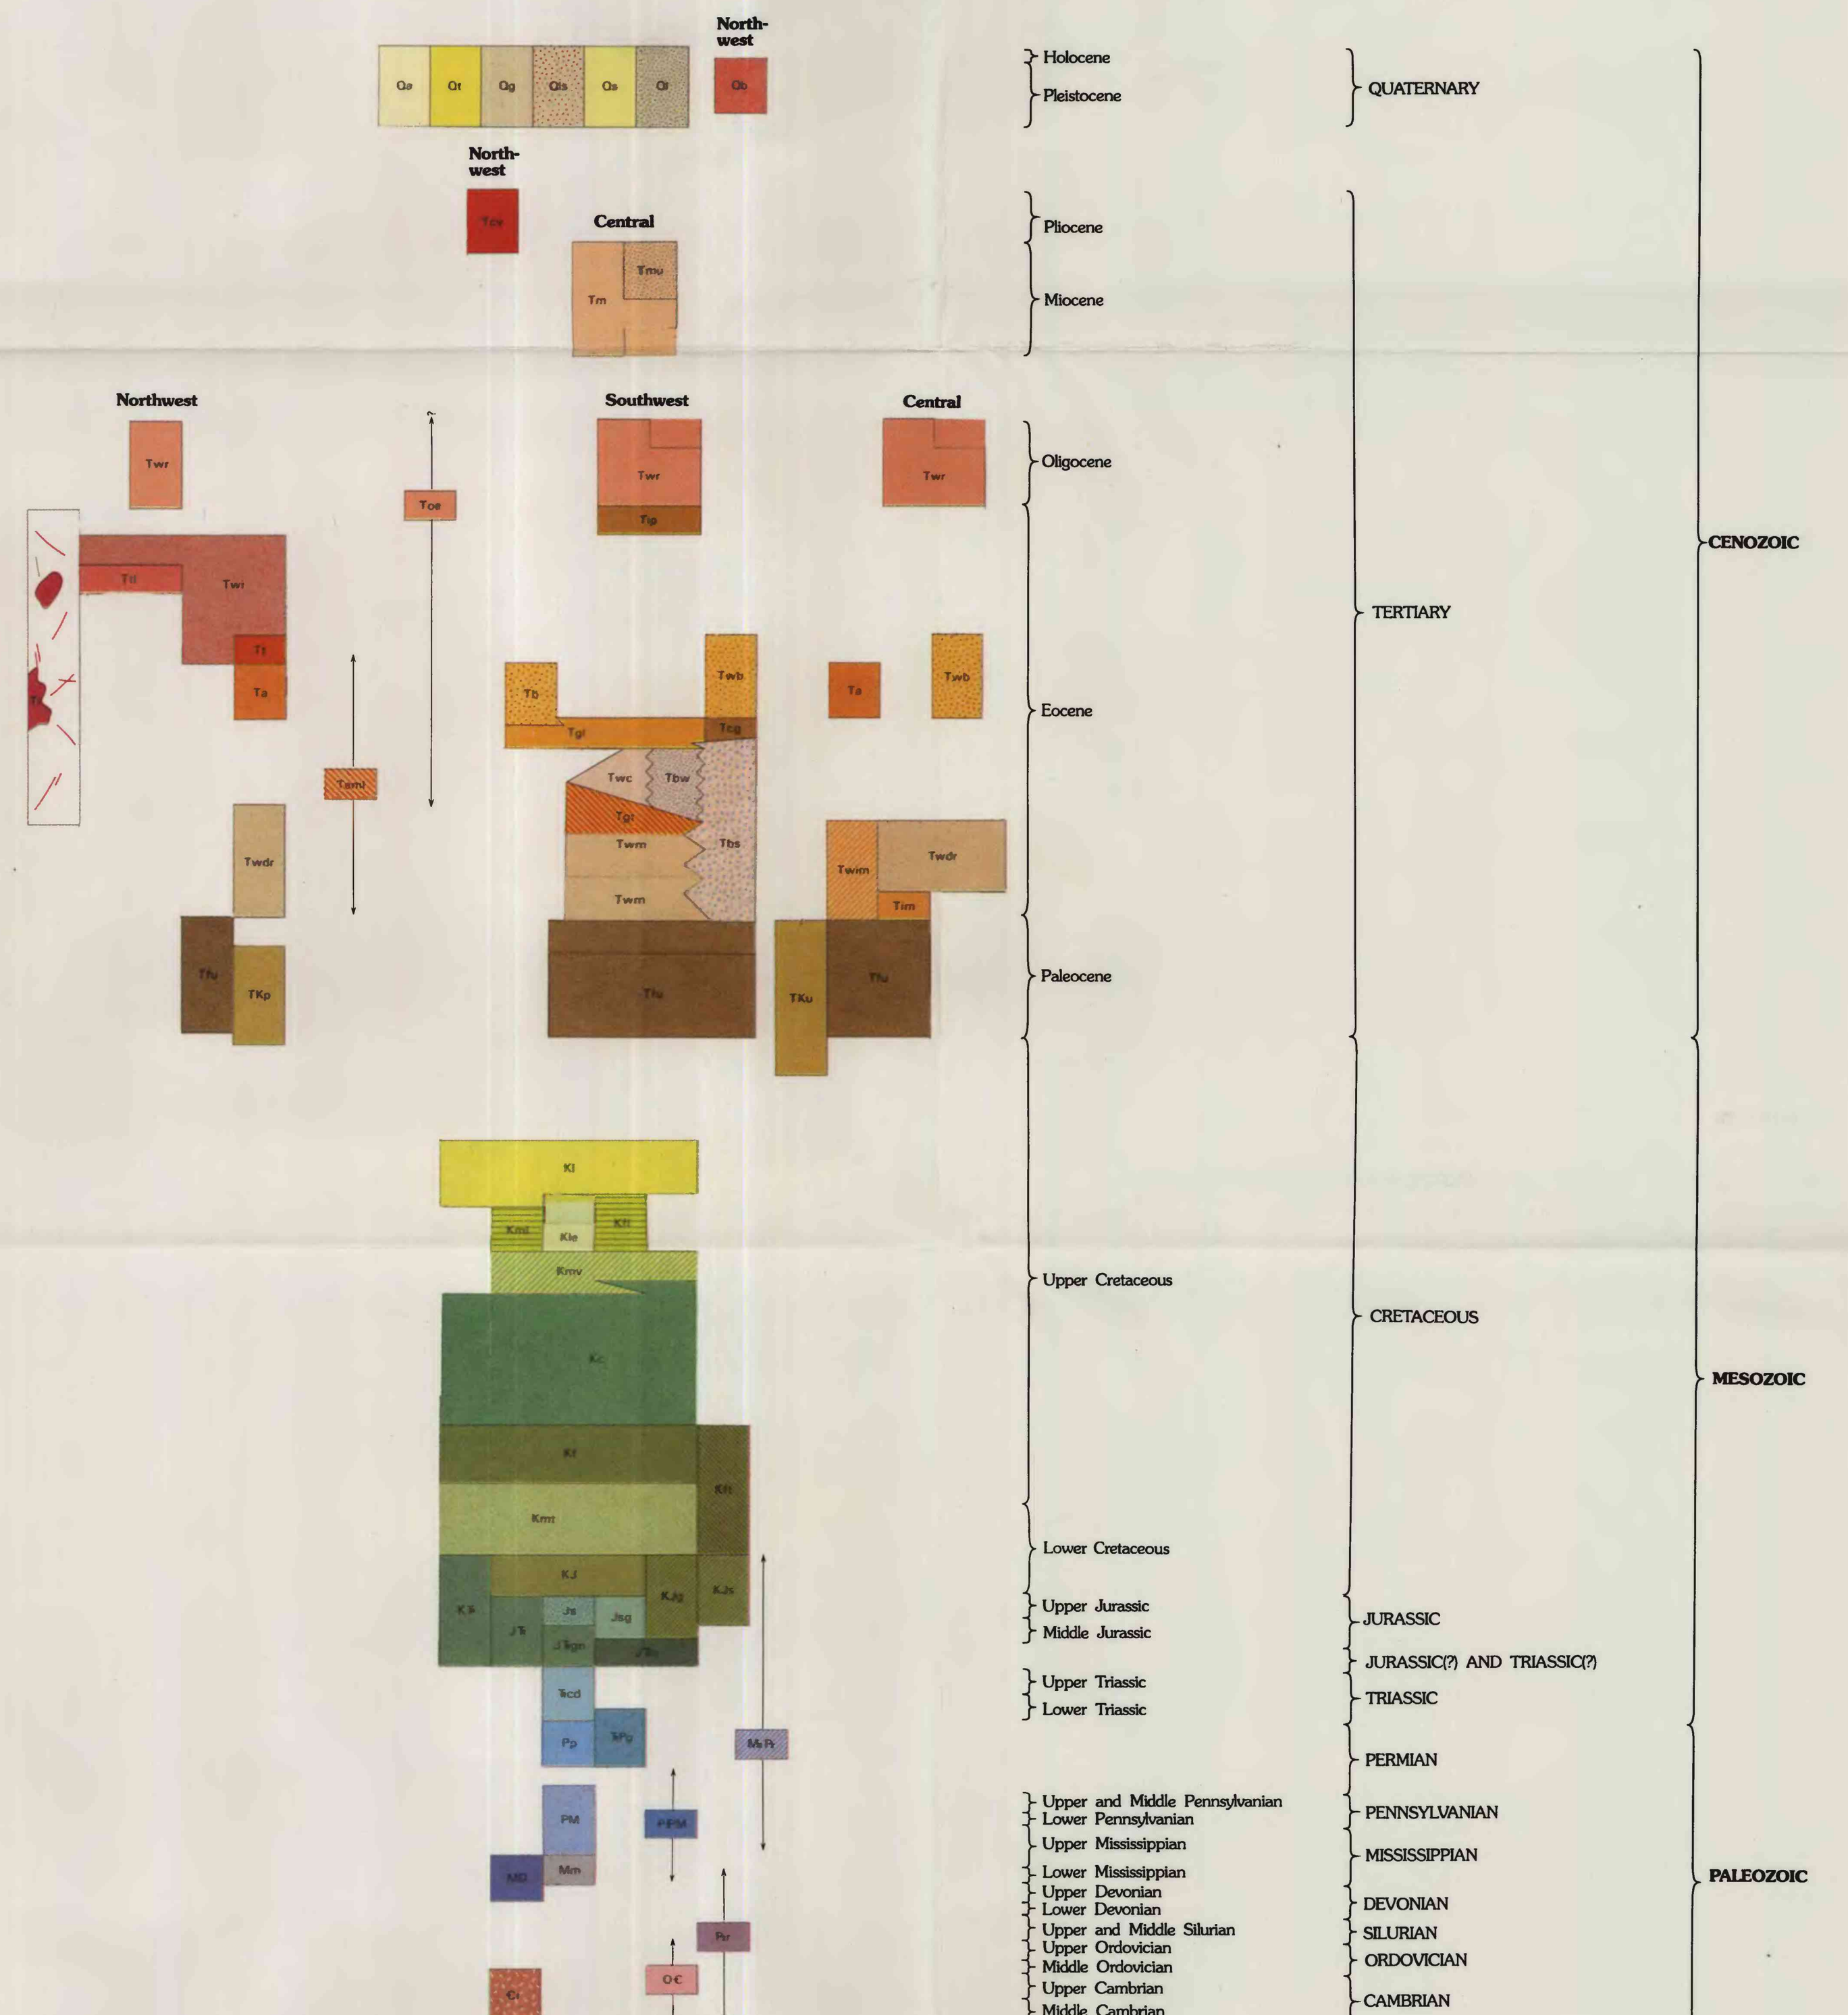 North-
west
Qa Qt Qg Qls Qs Qb
Holocene
Pleistocene
QUATERNARY
North-
west
Tcv
Central
Tmu
Tm
Pliocene
Miocene
Northwest
?
Southwest
Central
Twr
Twr
Twr
Toe
Tip
Oligocene
CENOZOIC
Twr
TERTIARY
Ta
Tb
Twb
Ta
Twb
Tgl
Tcg
Eocene
Twc
Tbw
Tbs
Twm
Twm
Twdr
Twim
Twdr
Tim
Tfu
TKp
Tfu
TKu
Tfu
Paleocene
Kl
Kle
Kmv
Upper Cretaceous
CRETACEOUS
Kc
MESOZOIC
Kf
Kmt
Lower Cretaceous
KJ
KJg
KJs
Js
Jsg
Upper Jurassic
Middle Jurassic
JURASSIC
JURASSIC(?) AND TRIASSIC(?)
Upper Triassic
Lower Triassic
TRIASSIC
Pp
PERMIAN
Upper and Middle Pennsylvanian
Lower Pennsylvanian
PENNSYLVANIAN
PM
Upper Mississippian
Lower Mississippian
MISSISSIPPIAN
Mm
MD
PALEOZOIC
Upper Devonian
Lower Devonian
DEVONIAN
Upper and Middle Silurian
SILURIAN
Upper Ordovician
Middle Ordovician
ORDOVICIAN
O€
Upper Cambrian
Middle Cambrian
CAMBRIAN